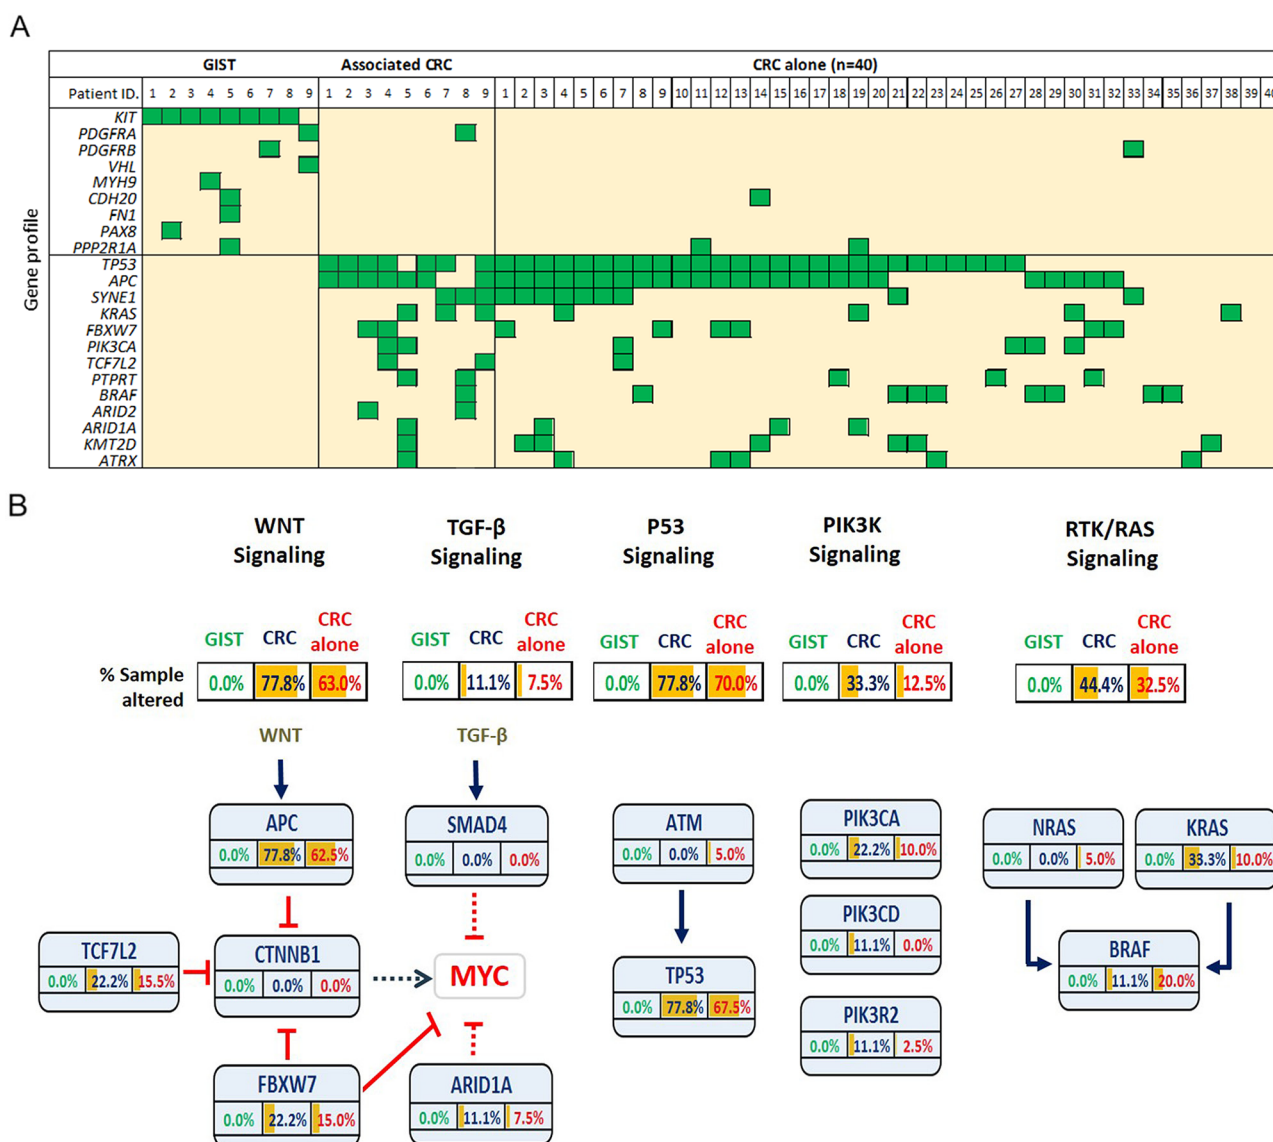 A
GIST Associated CRC CRC alone (n=40)
Patient ID. 1 2 3 4 5 6 7 8 9 1 2 3 4 5 6 7 8 9 1 2 3 4 5 6 7 8 9 10 11 12 13 14 15 16 17 18 19 20 21 22 23 24 25 26 27 28 29 30 31 32 33 34 35 36 37 38 39
Gene profile
KIT
PDGFRA
PDGFRB
VHL
MYH9
CDH20
FN1
PAX8
PPP2R1A
TP53
APC
SYNE1
KRAS
FBXW7
PIK3CA
TCF7L2
PTPRT
BRAF
ARID2
ARID1A
KMT2D
ATRX
B
WNT TGF-β P53 PIK3K RTK/RAS
Signaling Signaling Signaling Signaling Signaling
GIST CRC CRC alone GIST CRC CRC alone GIST CRC CRC alone GIST CRC CRC alone GIST CRC CRC alone
% Sample altered 0.0% 77.8% 63.0% 0.0% 11.1% 7.5% 0.0% 77.8% 70.0% 0.0% 33.3% 12.5% 0.0% 44.4% 32.5%
WNT TGF-β
APC
0.0% 77.8% 62.5%
SMAD4
0.0% 0.0% 0.0%
ATM
0.0% 0.0% 5.0%
PIK3CA
0.0% 22.2% 10.0%
NRAS
0.0% 0.0% 5.0%
KRAS
0.0% 33.3% 10.0%
TCF7L2
0.0% 22.2% 15.5%
CTNNB1
0.0% 0.0% 0.0%
MYC
TP53
0.0% 77.8% 67.5%
PIK3CD
0.0% 11.1% 0.0%
BRAF
0.0% 11.1% 20.0%
PIK3R2
0.0% 11.1% 2.5%
FBXW7
0.0% 22.2% 15.0%
ARID1A
0.0% 11.1% 7.5%